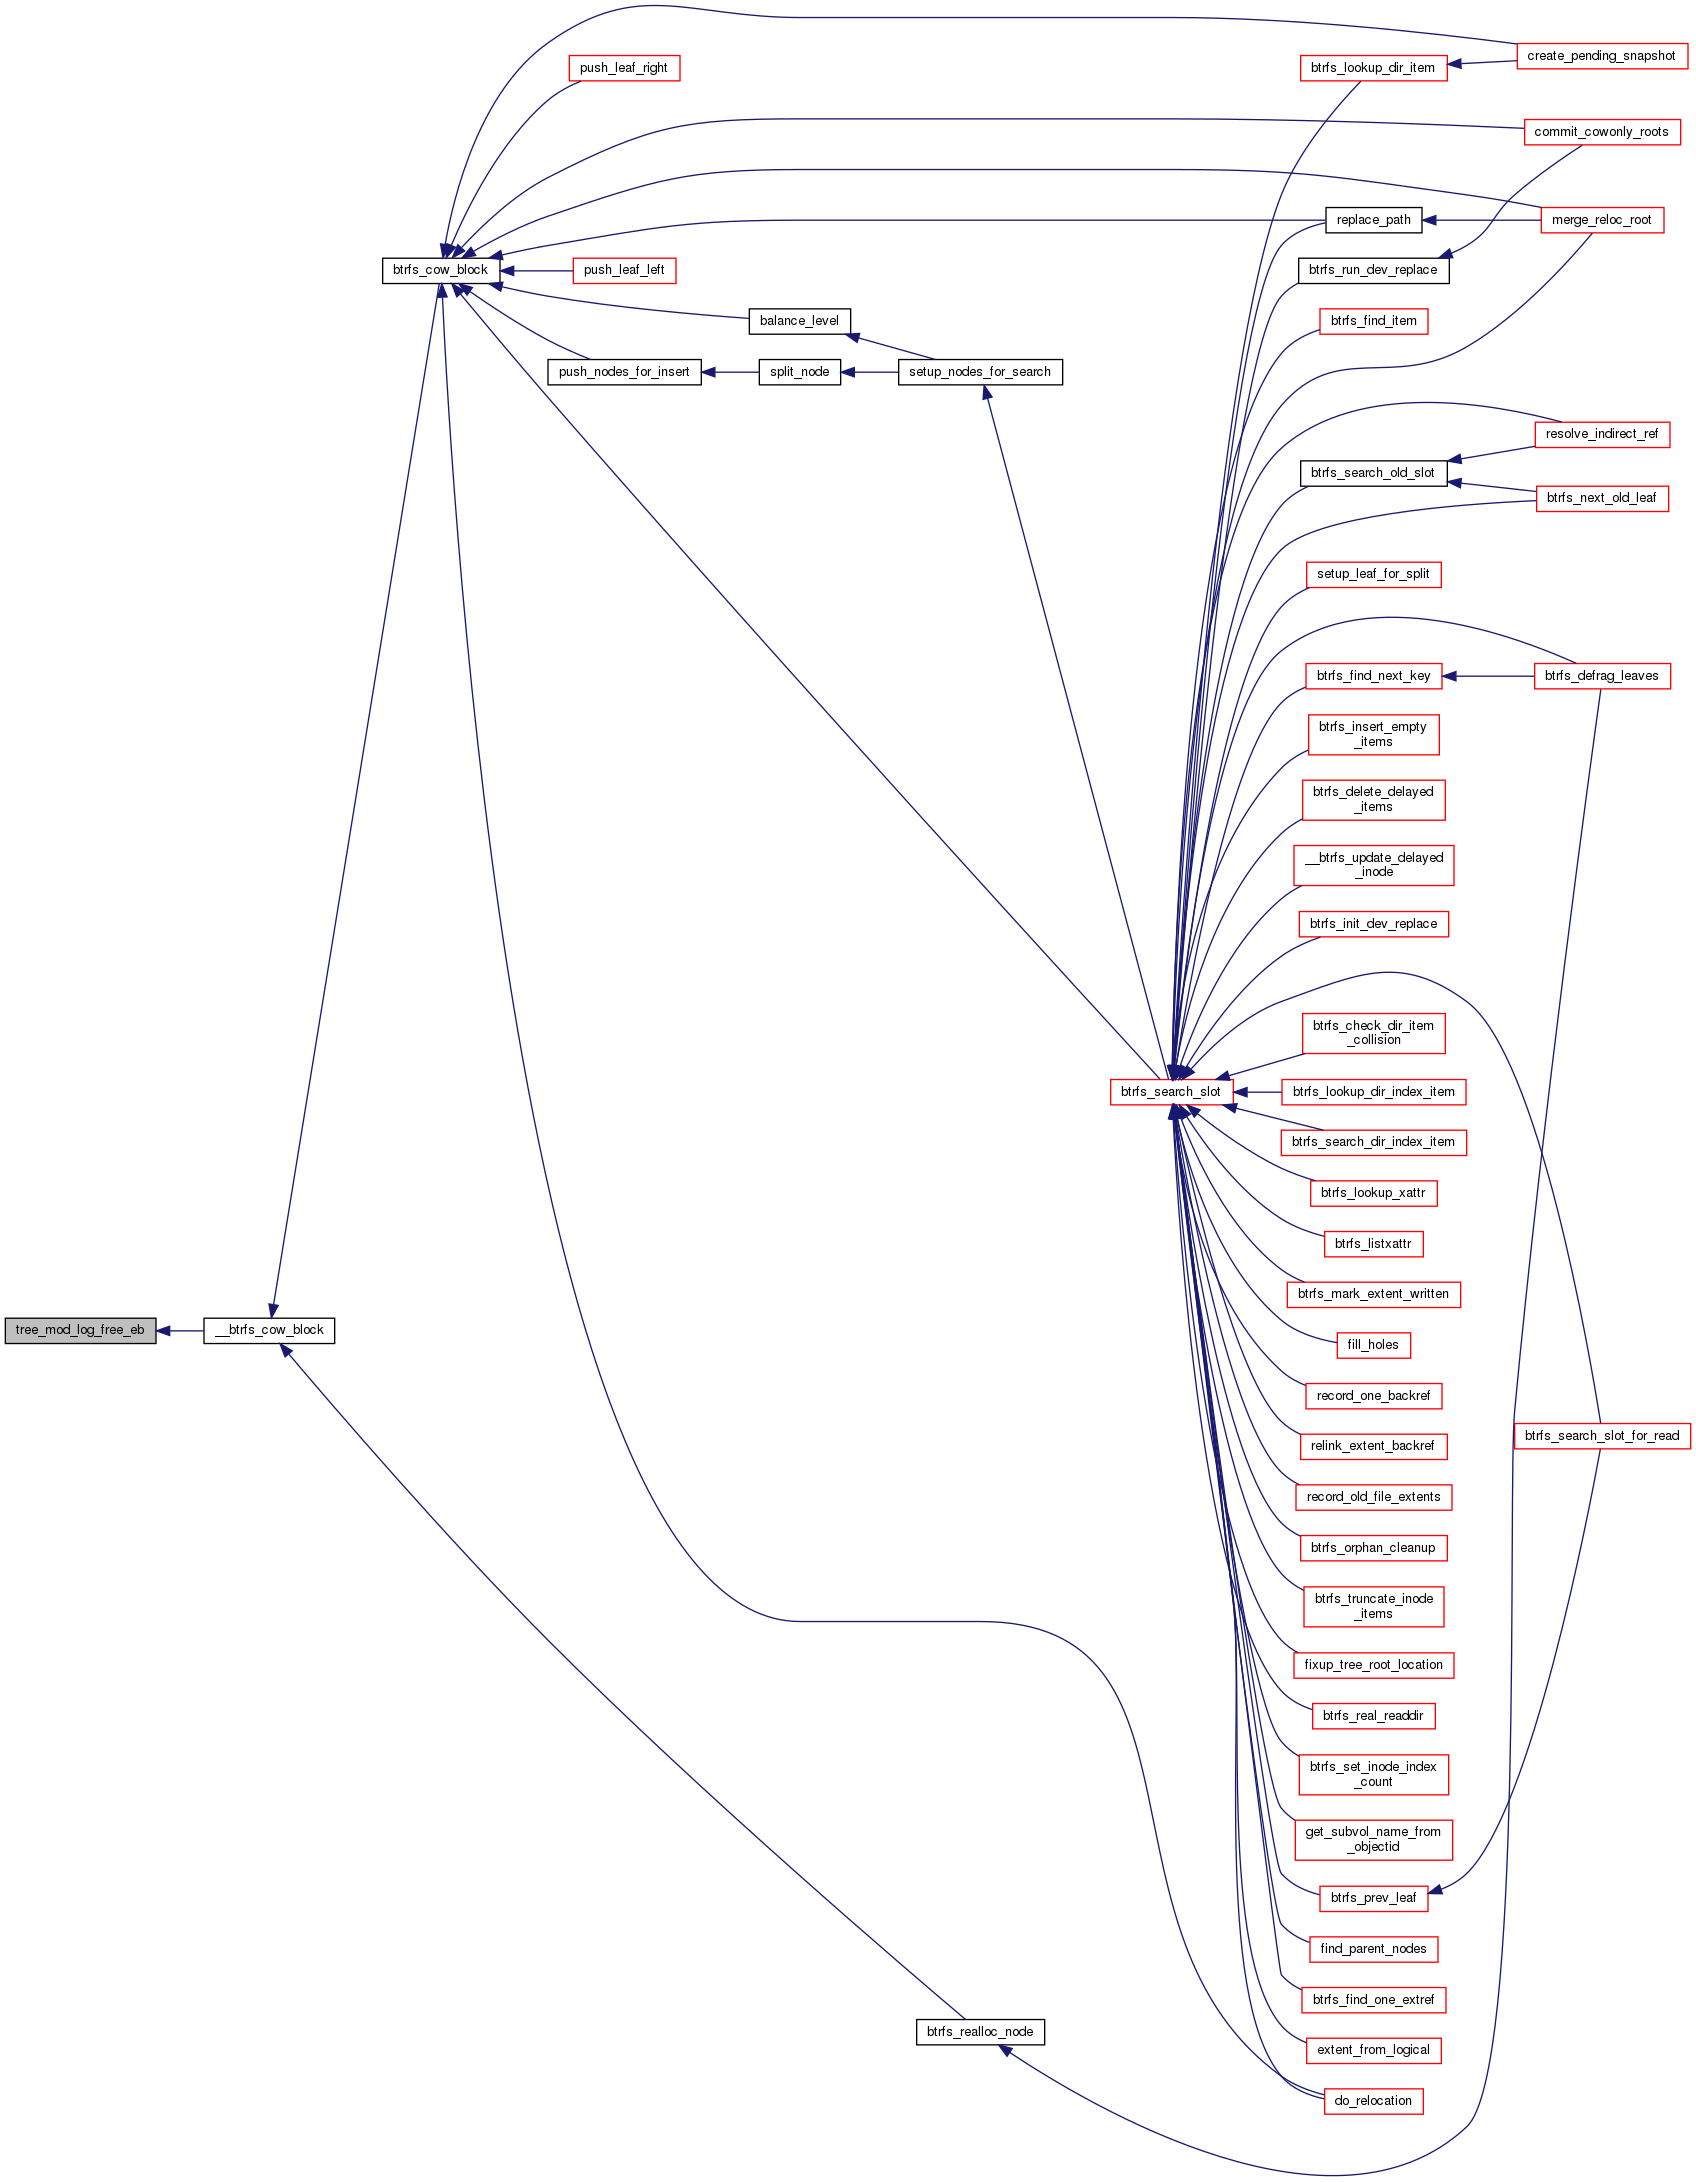 create_pending_snapshot
push_leaf_right
btrfs_lookup_dir_item
commit_cowonly_roots
replace_path
merge_reloc_root
btrfs_cow_block
push_leaf_left
btrfs_run_dev_replace
balance_level
btrfs_find_item
push_nodes_for_insert
split_node
setup_nodes_for_search
resolve_indirect_ref
btrfs_search_old_slot
btrfs_next_old_leaf
setup_leaf_for_split
btrfs_find_next_key
btrfs_defrag_leaves
btrfs_insert_empty
_items
btrfs_delete_delayed
_items
__btrfs_update_delayed
_inode
btrfs_init_dev_replace
btrfs_check_dir_item
_collision
btrfs_search_slot
btrfs_lookup_dir_index_item
btrfs_search_dir_index_item
btrfs_lookup_xattr
btrfs_listxattr
btrfs_mark_extent_written
tree_mod_log_free_eb
__btrfs_cow_block
fill_holes
record_one_backref
btrfs_search_slot_for_read
relink_extent_backref
record_old_file_extents
btrfs_orphan_cleanup
btrfs_truncate_inode
_items
fixup_tree_root_location
btrfs_real_readdir
btrfs_set_inode_index
_count
get_subvol_name_from
_objectid
btrfs_prev_leaf
find_parent_nodes
btrfs_find_one_extref
btrfs_realloc_node
extent_from_logical
do_relocation